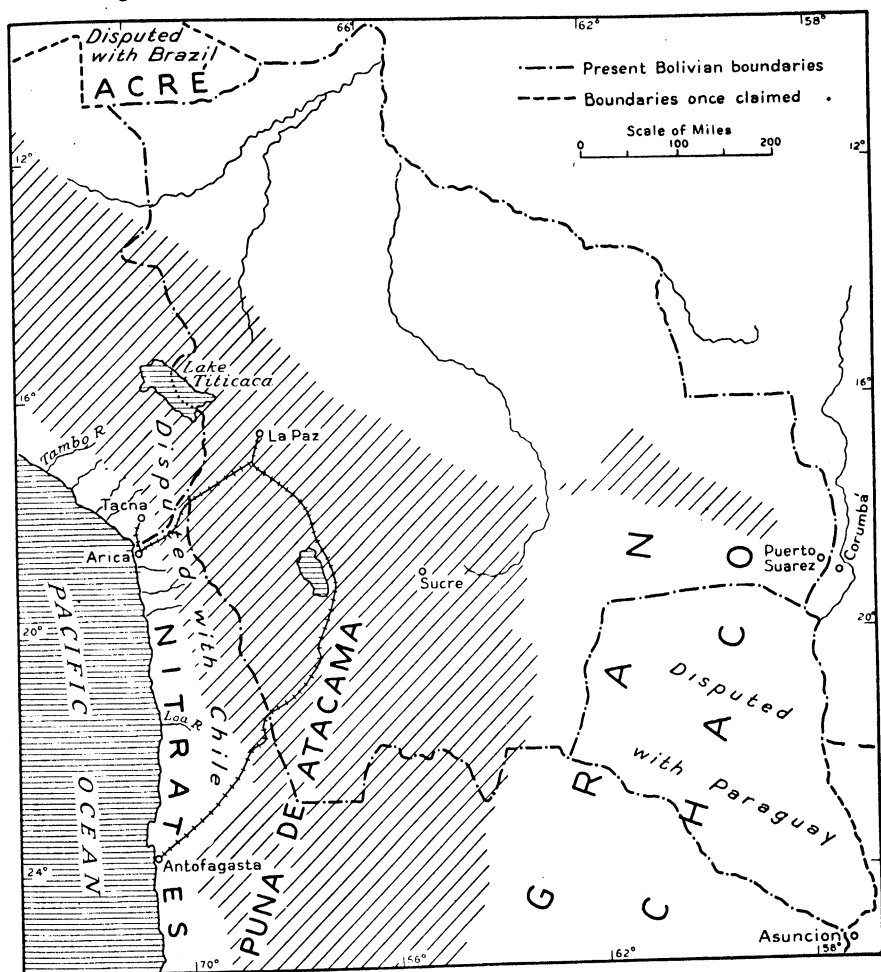 66°
62°
58°
Disputed
with Brazil
ACRE
Present Bolivian boundaries
Boundaries once claimed
Scale of Miles
0 100 200
12°
12°
Lake
Titicaca
16°
16°
La Paz
Tambo R.
Tacna
Arica
Disputed with Chile
Sucre
Puerto
Suarez
Corumbá
20°
20°
PACIFIC OCEAN
NITRATES
Loa R
PUNA DE ATACAMA
GRAN CHACO
Disputed
with
Paraguay
Antofagasta
24°
Asuncion
70°
56°
62°
58°